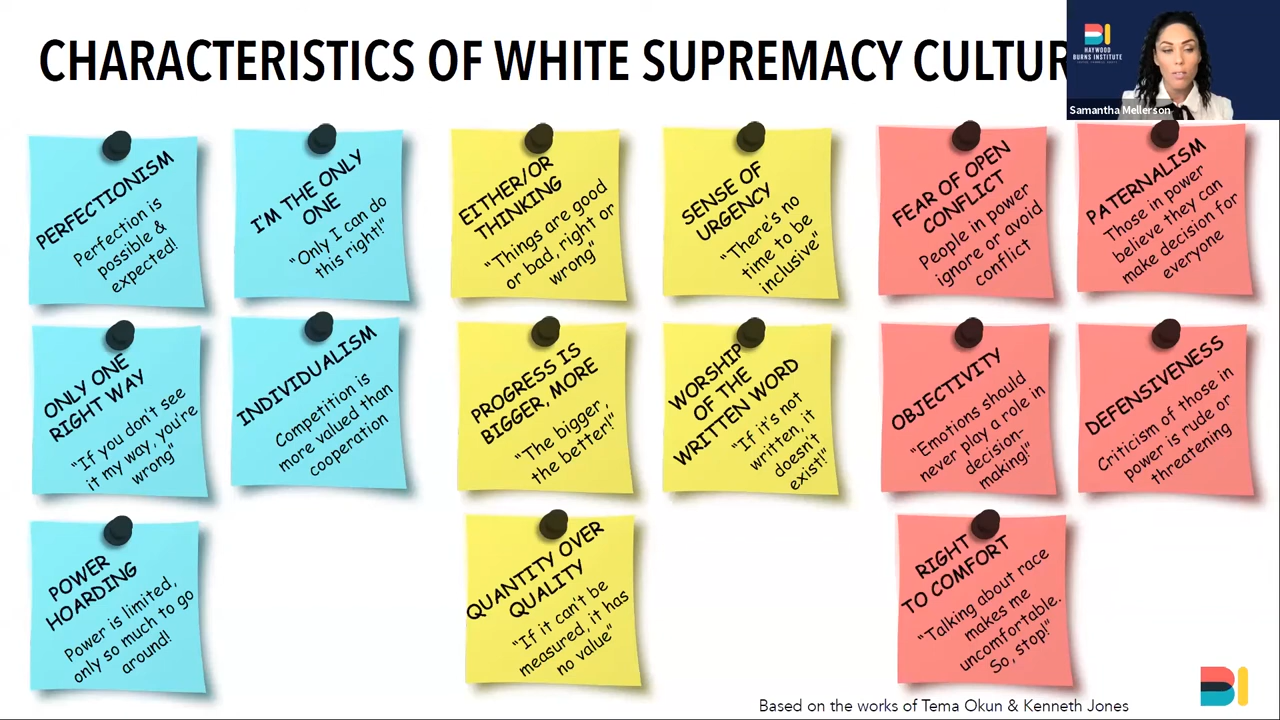 CHARACTERISTICS OF WHITE SUPREMACY CULTUR
HAYWOOD
BURNS INSTITUTE
Samantha Mellerson
PERFECTIONISM
Perfection is
possible &
expected!
I'M THE ONLY
ONE
"Only I can do
this right!"
EITHER/OR
THINKING
"Things are good
or bad, right or
wrong"
SENSE OF
URGENCY
"There's no
time to be
inclusive"
FEAR OF OPEN
CONFLICT
People in power
ignore or avoid
conflict
PATERNALISM
Those in power
believe they can
make decision for
everyone
ONLY ONE
RIGHT WAY
"If you don't see
it my way, you're
wrong"
INDIVIDUALISM
Competition is
more valued than
cooperation
PROGRESS IS
BIGGER, MORE
"The bigger,
the better!"
WORSHIP
OF THE
WRITTEN WORD
"If it's not
written, it
doesn't
exist!"
OBJECTIVITY
"Emotions should
never play a role in
decision-
making!"
DEFENSIVENESS
Criticism of those in
power is rude or
threatening
POWER
HOARDING
Power is limited,
only so much to go
around!
QUANTITY OVER
QUALITY
"If it can't be
measured, it has
no value"
RIGHT
TO COMFORT
"Talking about race
makes me
uncomfortable.
So, stop!"
Based on the works of Tema Okun & Kenneth Jones